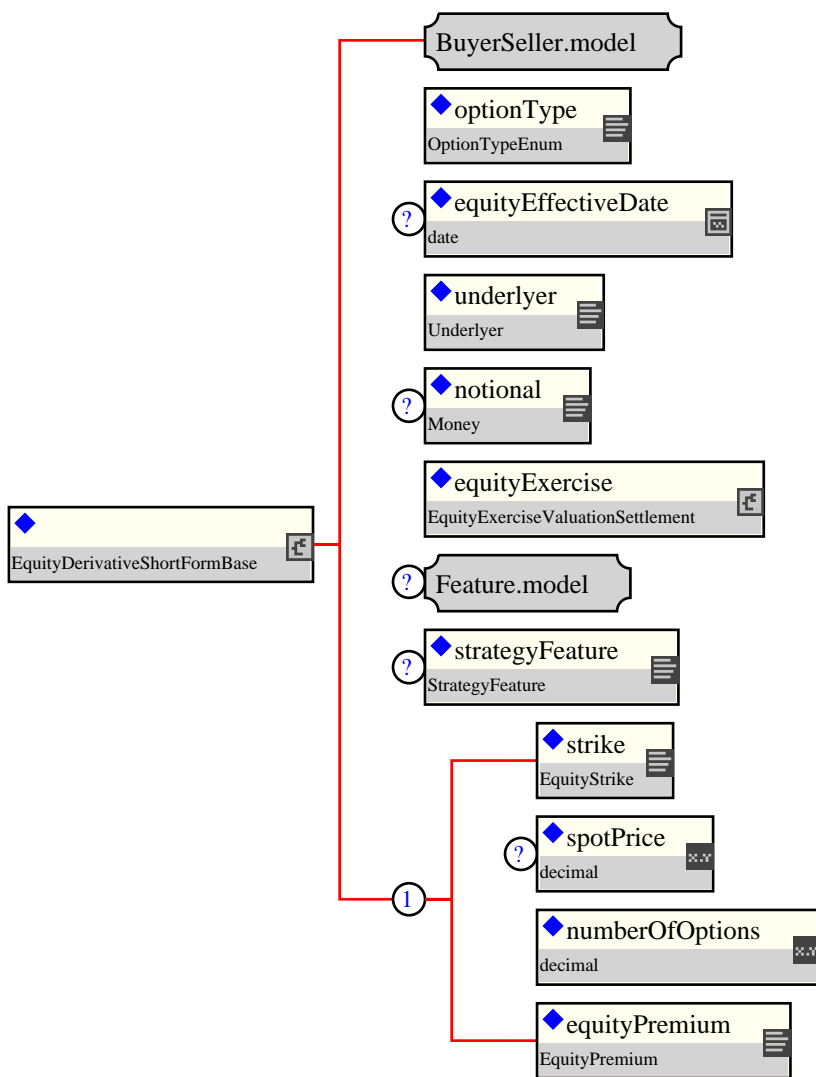 BuyerSeller.model
optionType
OptionTypeEnum
? equityEffectiveDate
date
underlyer
Underlyer
? notional
Money
equityExercise
EquityExerciseValuationSettlement
EquityDerivativeShortFormBase
? Feature.model
? strategyFeature
StrategyFeature
strike
EquityStrike
? spotPrice
decimal
x.y
1
numberOfOptions
decimal
x.y
equityPremium
EquityPremium